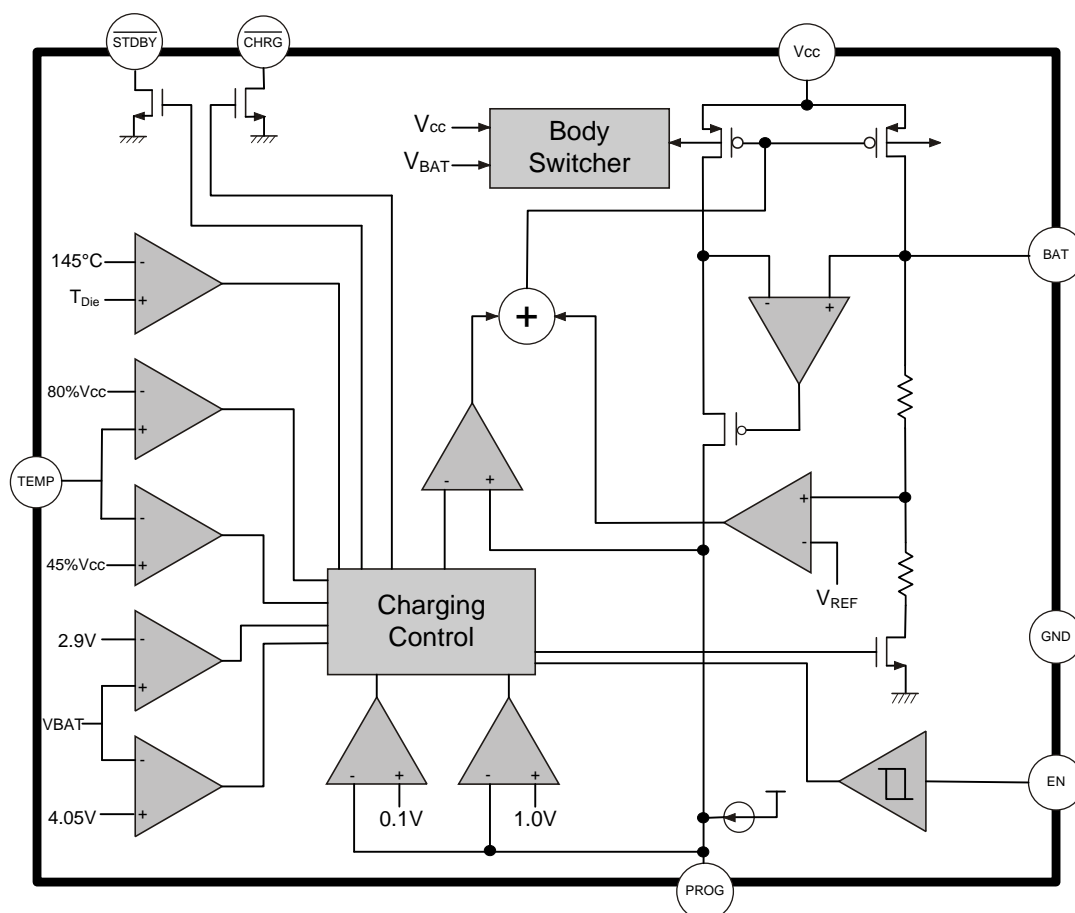 STDBY
CHRG
Vcc
Vcc
VBAT
Body
Switcher
145°C
-
TDie
+
+
BAT
-
+
80%Vcc
-
+
TEMP
-
45%Vcc
+
-
+
+
-
VREF
Charging
Control
2.9V
-
+
VBAT
-
4.05V
+
GND
-
+
0.1V
-
+
1.0V
EN
PROG